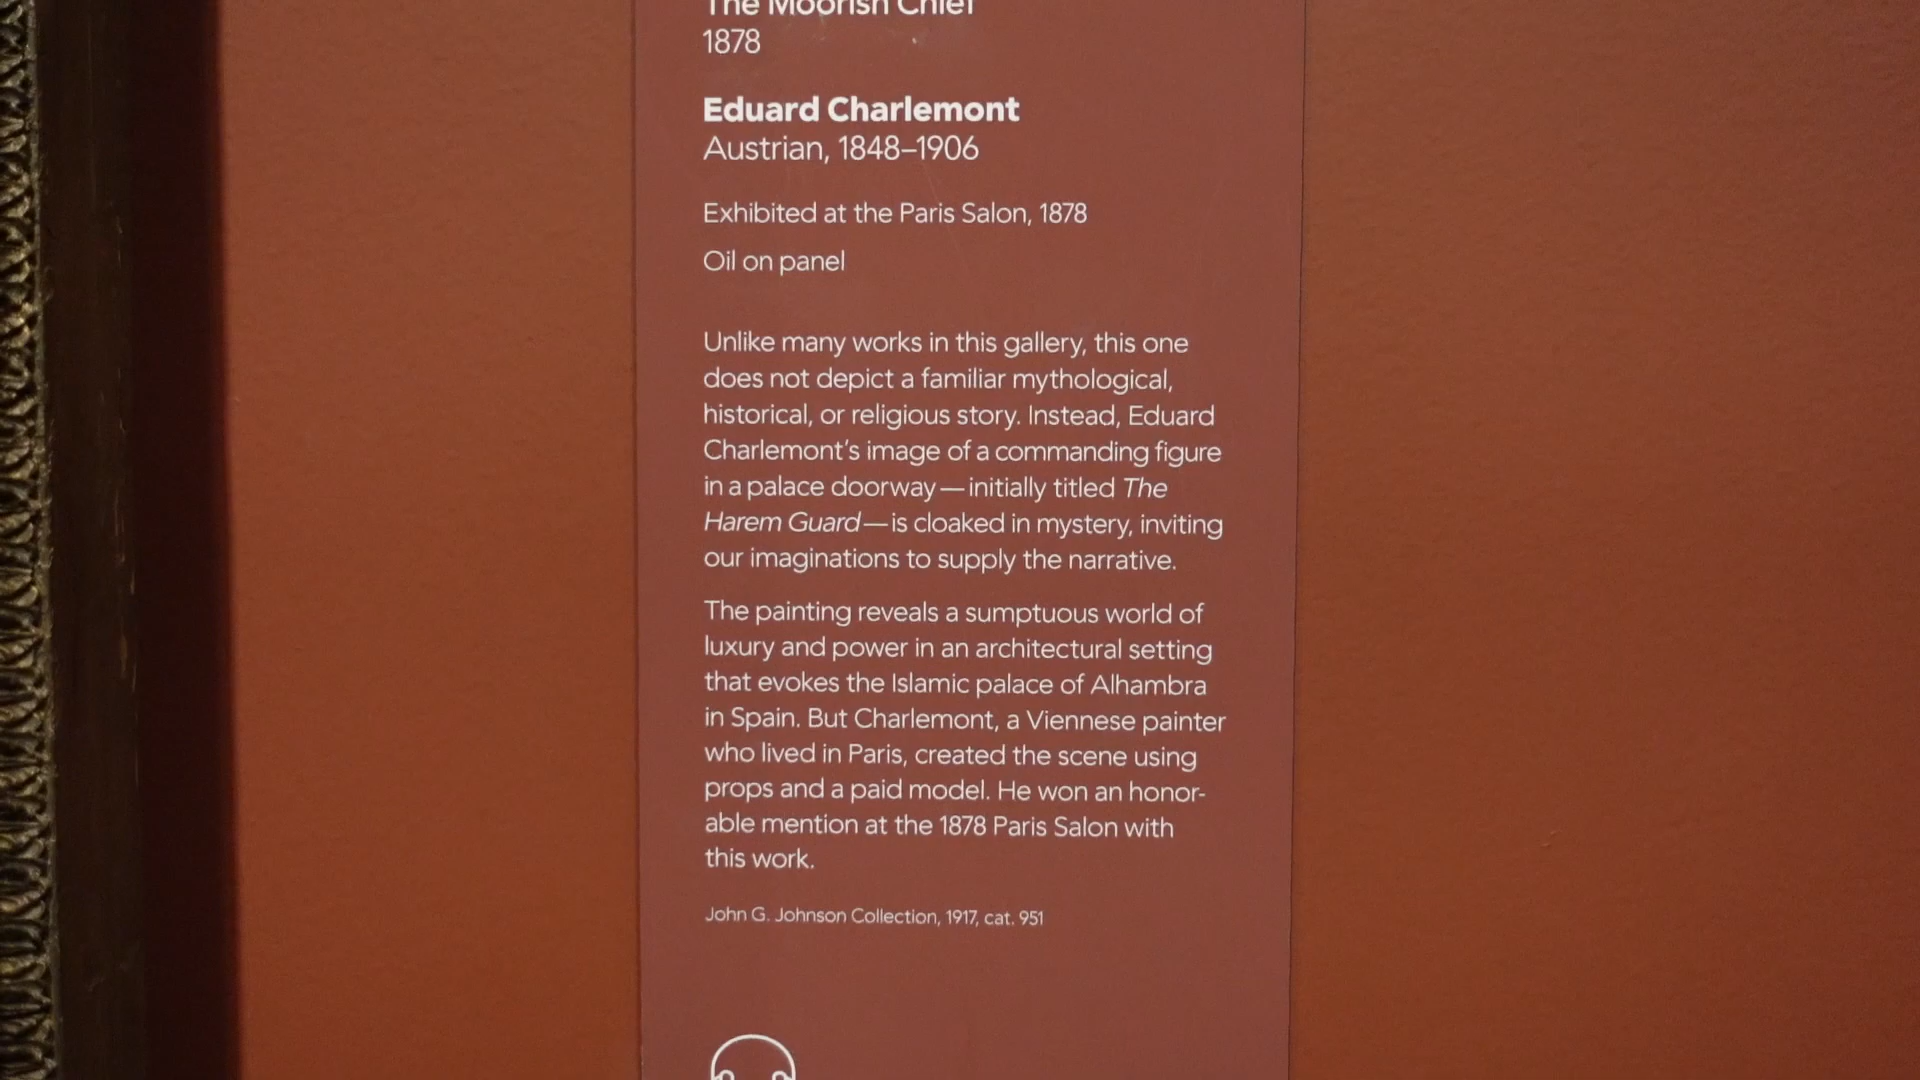 The Moorish Chief
1878
Eduard Charlemont
Austrian, 1848–1906
Exhibited at the Paris Salon, 1878
Oil on panel
Unlike many works in this gallery, this one
does not depict a familiar mythological,
historical, or religious story. Instead, Eduard
Charlemont's image of a commanding figure
in a palace doorway—initially titled The
Harem Guard—is cloaked in mystery, inviting
our imaginations to supply the narrative.
The painting reveals a sumptuous world of
luxury and power in an architectural setting
that evokes the Islamic palace of Alhambra
in Spain. But Charlemont, a Viennese painter
who lived in Paris, created the scene using
props and a paid model. He won an honor-
able mention at the 1878 Paris Salon with
this work.
John G. Johnson Collection, 1917, cat. 951